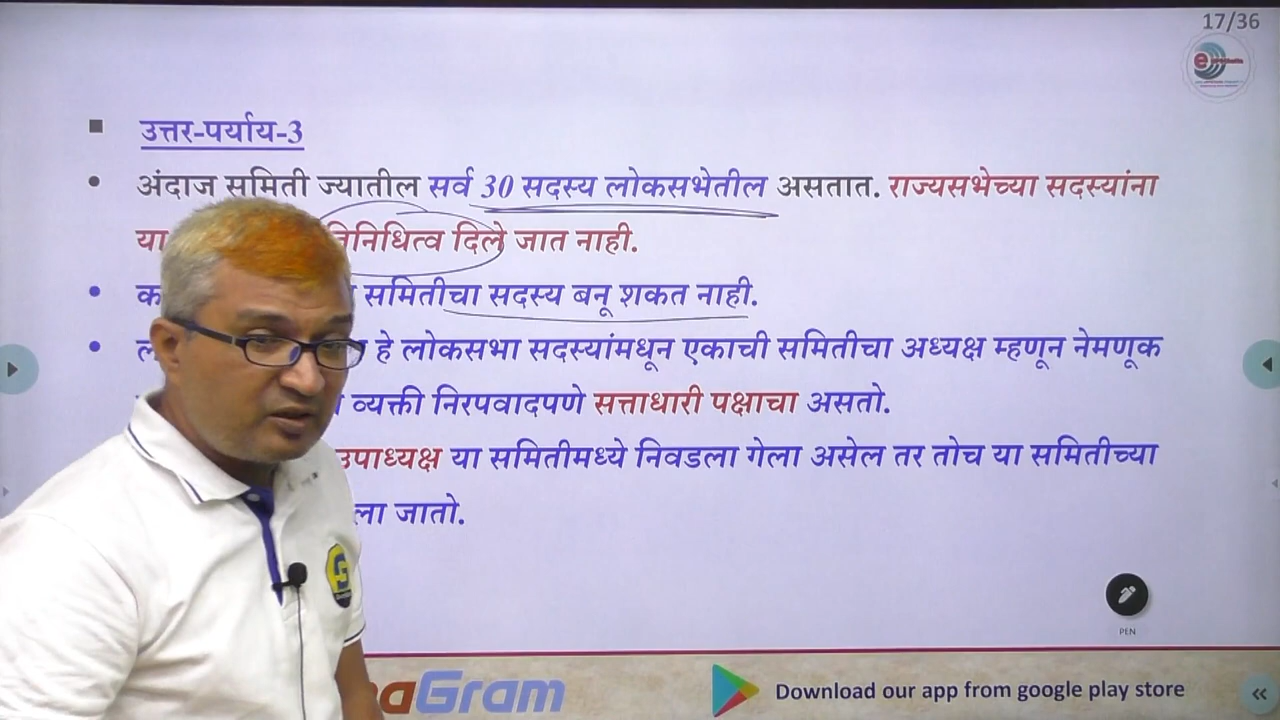 17/36
उत्तर-पर्याय-3
अंदाज समिती ज्यातील सर्व 30 सदस्य लोकसभेतील असतात. राज्यसभेच्या सदस्यांना
दिले जात नाही.
समितीचा सदस्य बनू शकत नाही.
हे लोकसभा सदस्यांमधून एकाची समितीचा अध्यक्ष म्हणून नेमणूक
व्यक्ती निरपवादपणे सत्ताधारी पक्षाचा असतो.
उपाध्यक्ष या समितीमध्ये निवडला गेला असेल तर तोच या समितीच्या
जातो.
PEN
Gram
Download our app from google play store